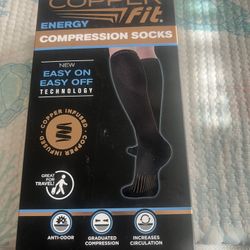 COPPER
Fit.
ENERGY
COMPRESSION SOCKS
NEW
EASY ON
EASY OFF
TECHNOLOGY
COPPER INFUSED • COPPER INFUSED •
GREAT
FOR
TRAVEL!
ANTI-ODOR
GRADUATED
COMPRESSION
INCREASES
CIRCULATION